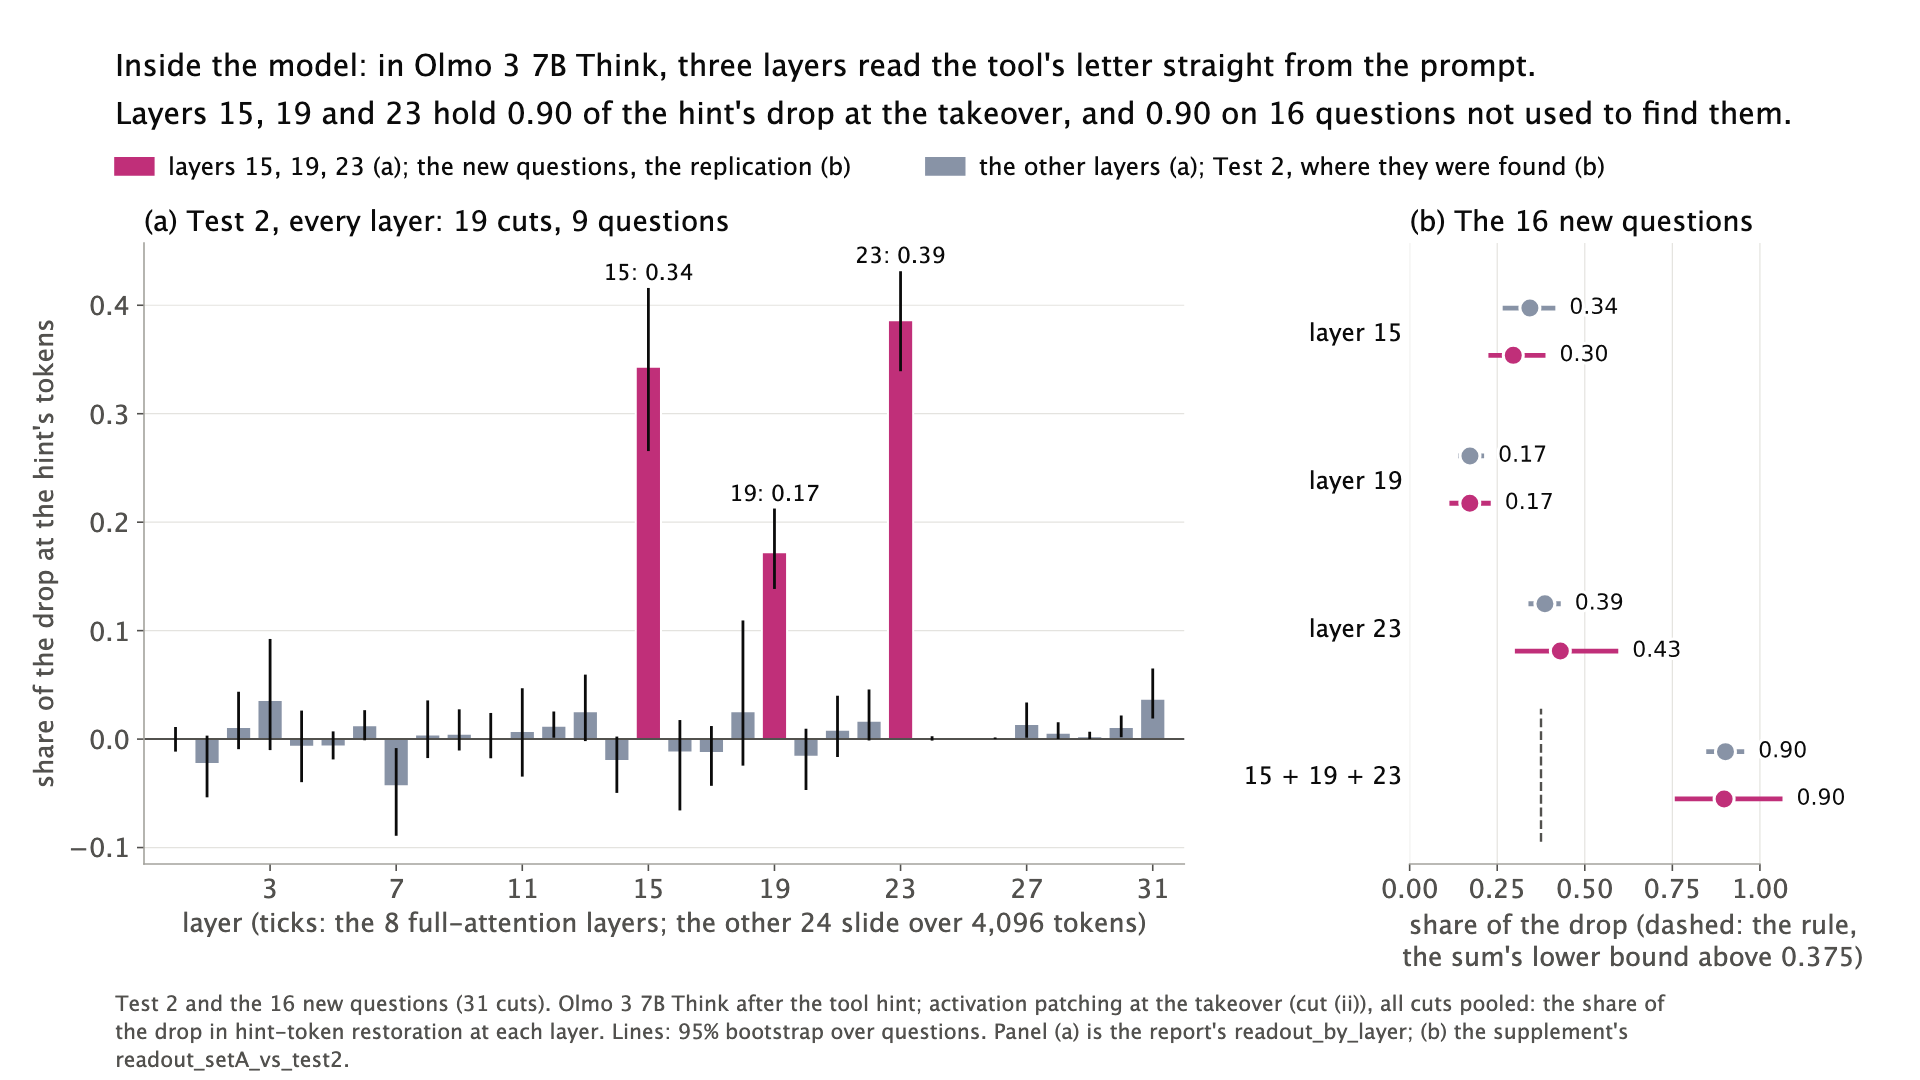 Inside the model: in Olmo 3 7B Think, three layers read the tool's letter straight from the prompt.
Layers 15, 19 and 23 hold 0.90 of the hint's drop at the takeover, and 0.90 on 16 questions not used to find them.
layers 15, 19, 23 (a); the new questions, the replication (b)
the other layers (a); Test 2, where they were found (b)
(a) Test 2, every layer: 19 cuts, 9 questions
share of the drop at the hint's tokens
0.4
0.3
0.2
0.1
0.0
−0.1
15: 0.34
19: 0.17
23: 0.39
3
7
11
15
19
23
27
31
layer (ticks: the 8 full−attention layers; the other 24 slide over 4,096 tokens)
(b) The 16 new questions
layer 15
0.34
0.30
layer 19
0.17
0.17
layer 23
0.39
0.43
15 + 19 + 23
0.90
0.90
0.00
0.25
0.50
0.75
1.00
share of the drop (dashed: the rule,
the sum's lower bound above 0.375)
Test 2 and the 16 new questions (31 cuts). Olmo 3 7B Think after the tool hint; activation patching at the takeover (cut (ii)), all cuts pooled: the share of
the drop in hint−token restoration at each layer. Lines: 95% bootstrap over questions. Panel (a) is the report's readout_by_layer; (b) the supplement's
readout_setA_vs_test2.